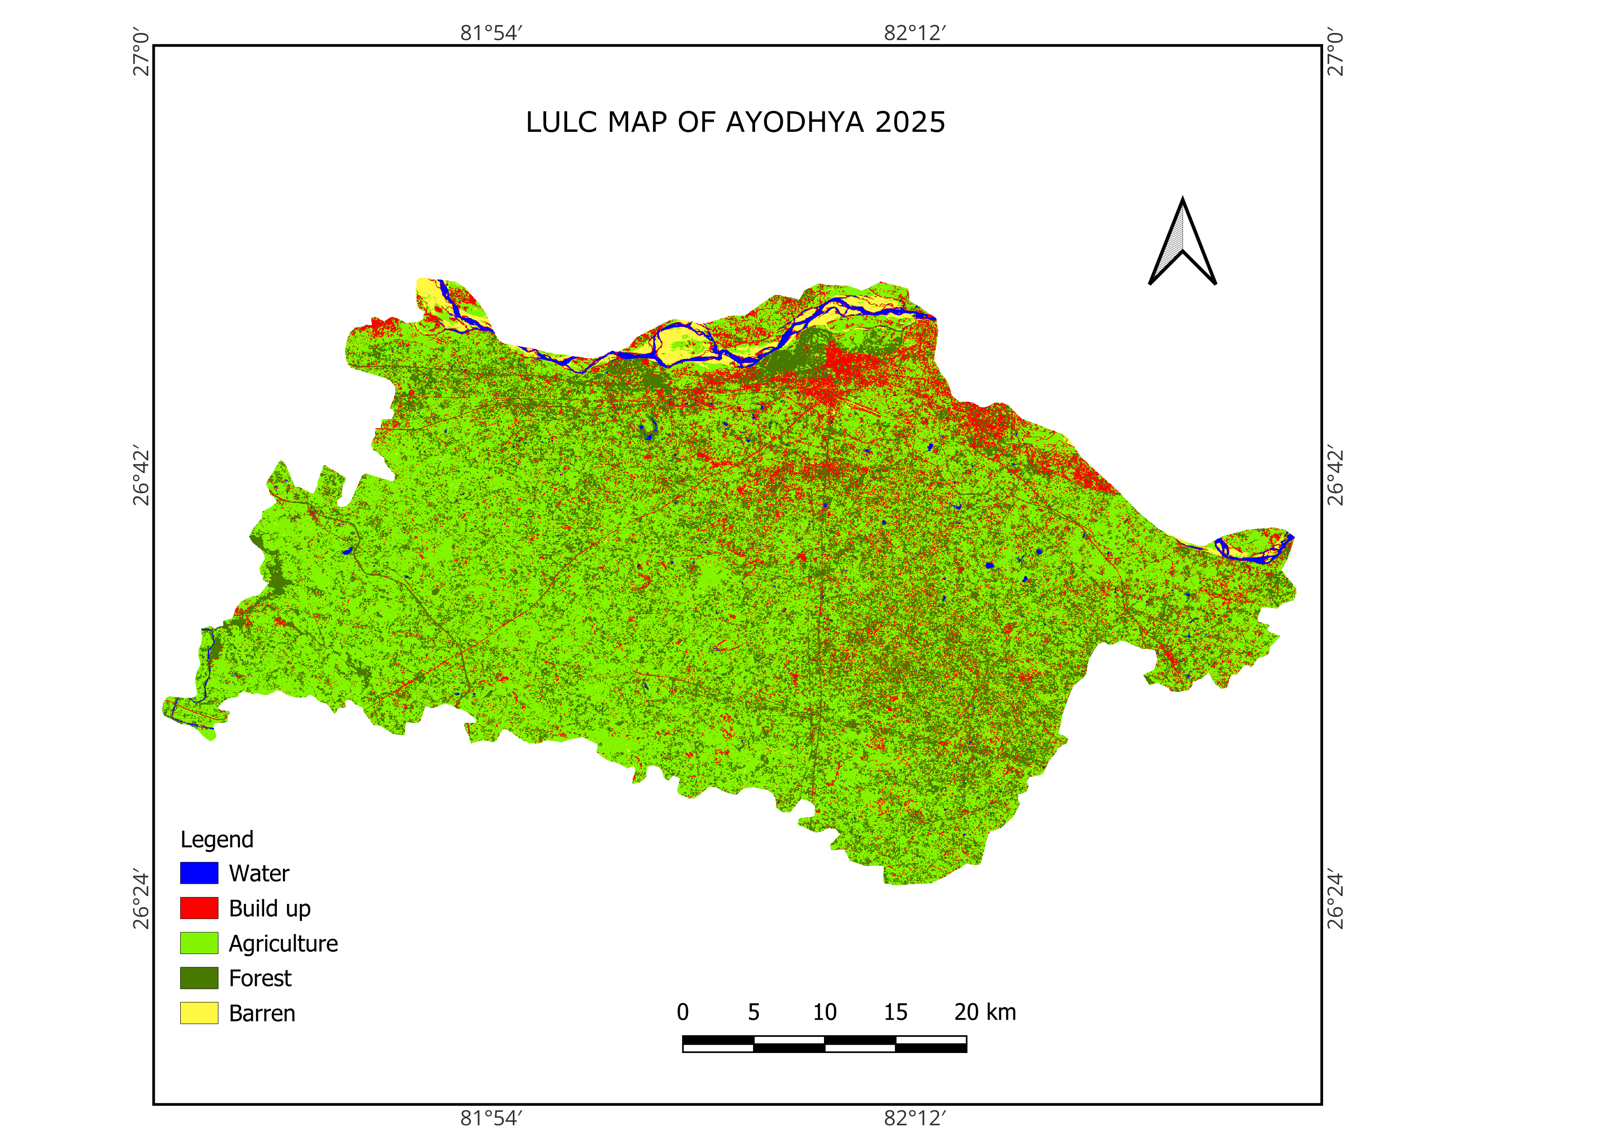 81°54′ 82°12′
27°0′ 27°0′
LULC MAP OF AYODHYA 2025
26°42′ 26°42′
Legend
Water
26°24′ 26°24′
Build up
Agriculture
Forest
Barren
0 5 10 15 20 km
81°54′ 82°12′